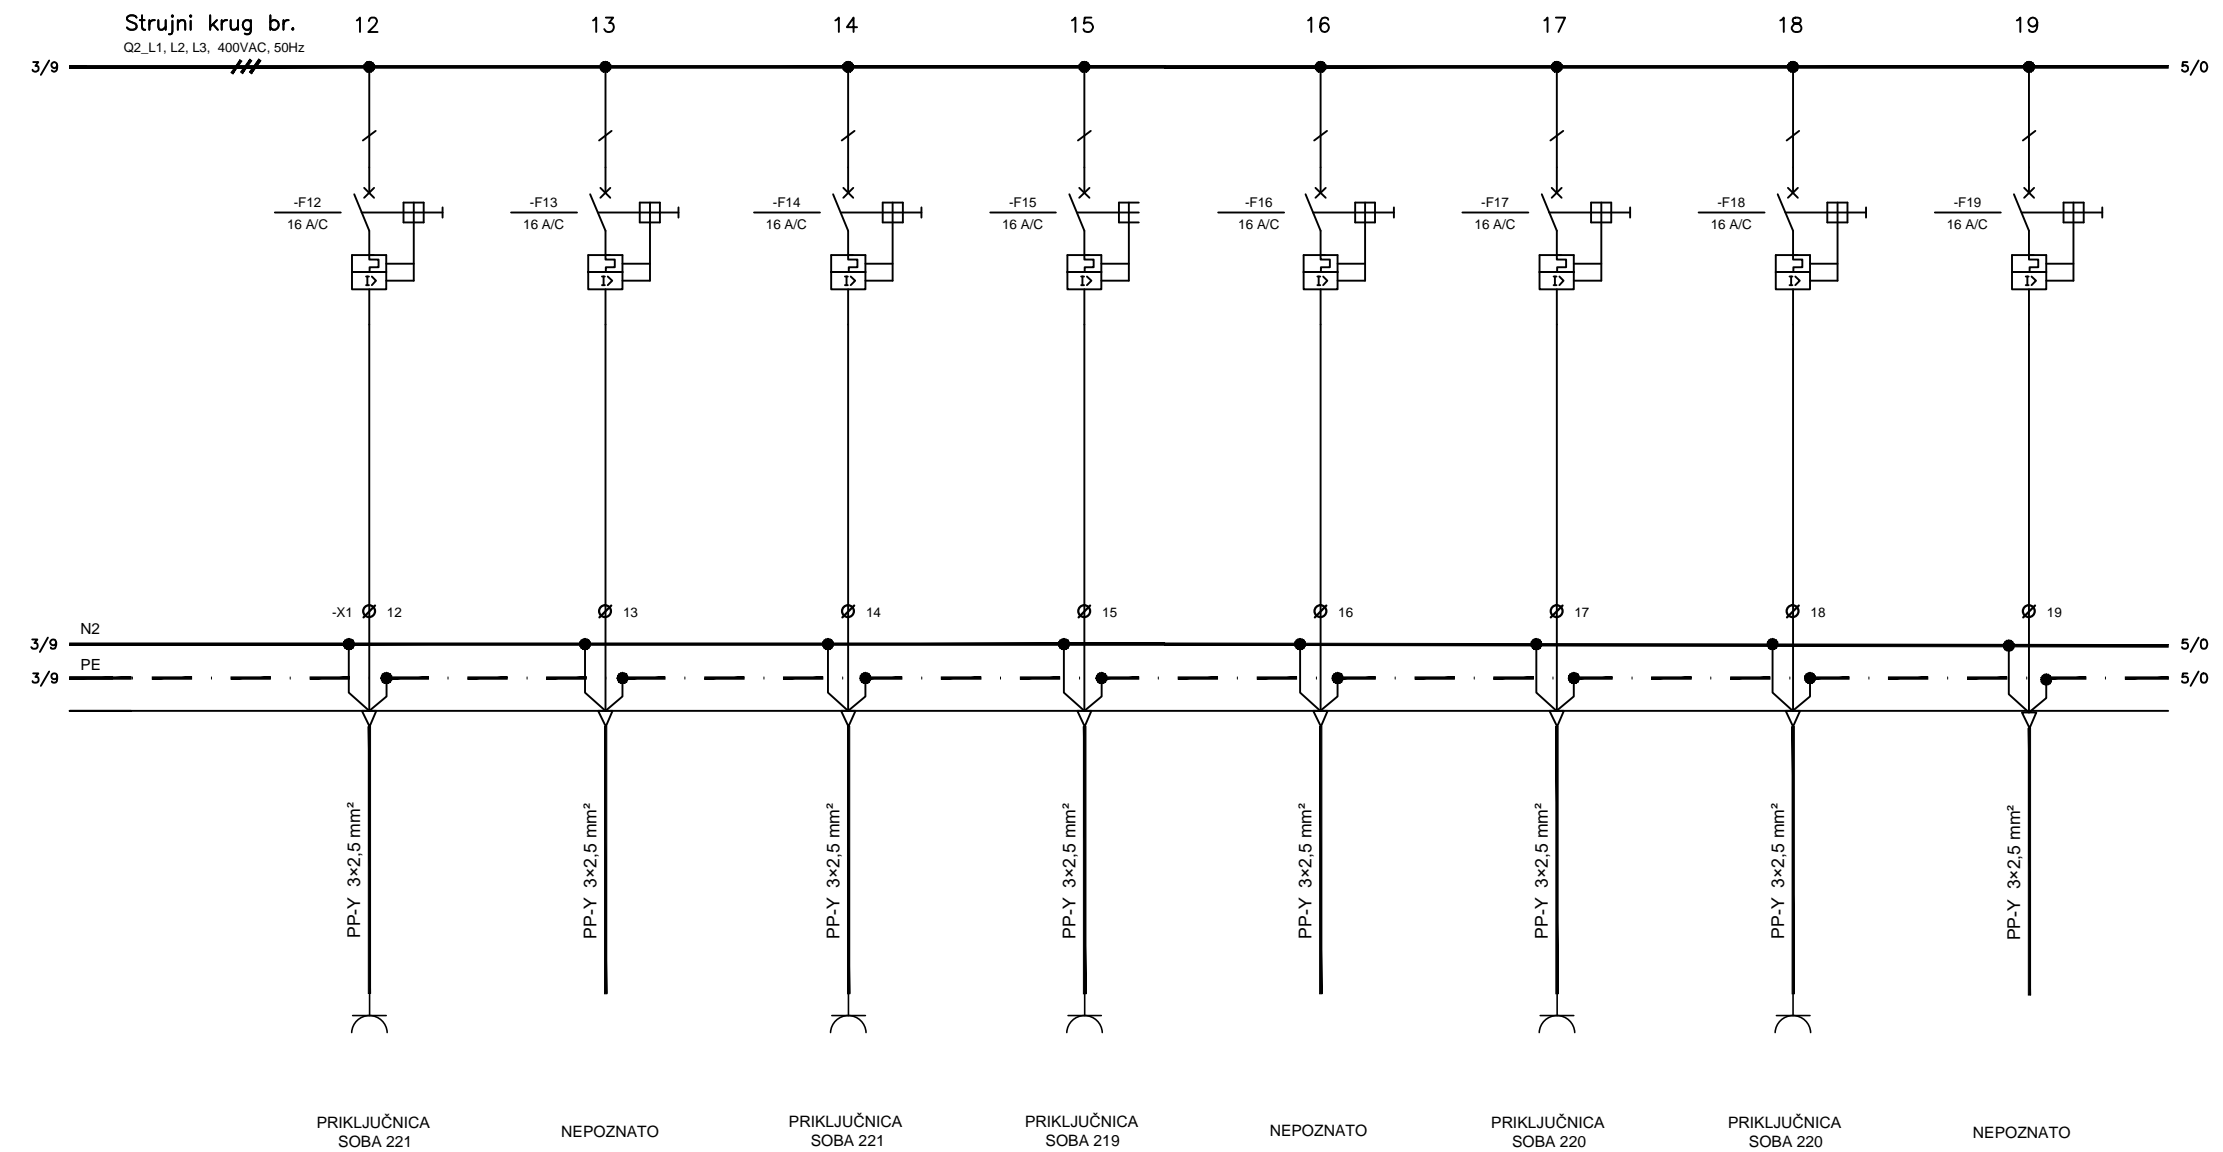 Strujni krug br. 12 13 14 15 16 17 18 19
Q2_L1, L2, L3, 400VAC, 50Hz
3/9 5/0
-F12 -F13 -F14 -F15 -F16 -F17 -F18 -F19
16 A/C 16 A/C 16 A/C 16 A/C 16 A/C 16 A/C 16 A/C 16 A/C
I> I> I> I> I> I> I> I>
-X1 12 13 14 15 16 17 18 19
N2
3/9 5/0
PE
3/9 5/0
PP-Y 3×2,5 mm²
PP-Y 3×2,5 mm²
PP-Y 3×2,5 mm²
PP-Y 3×2,5 mm²
PP-Y 3×2,5 mm²
PP-Y 3×2,5 mm²
PP-Y 3×2,5 mm²
PP-Y 3×2,5 mm²
PRIKLJUČNICA
SOBA 221
NEPOZNATO
PRIKLJUČNICA
SOBA 221
PRIKLJUČNICA
SOBA 219
NEPOZNATO
PRIKLJUČNICA
SOBA 220
PRIKLJUČNICA
SOBA 220
NEPOZNATO